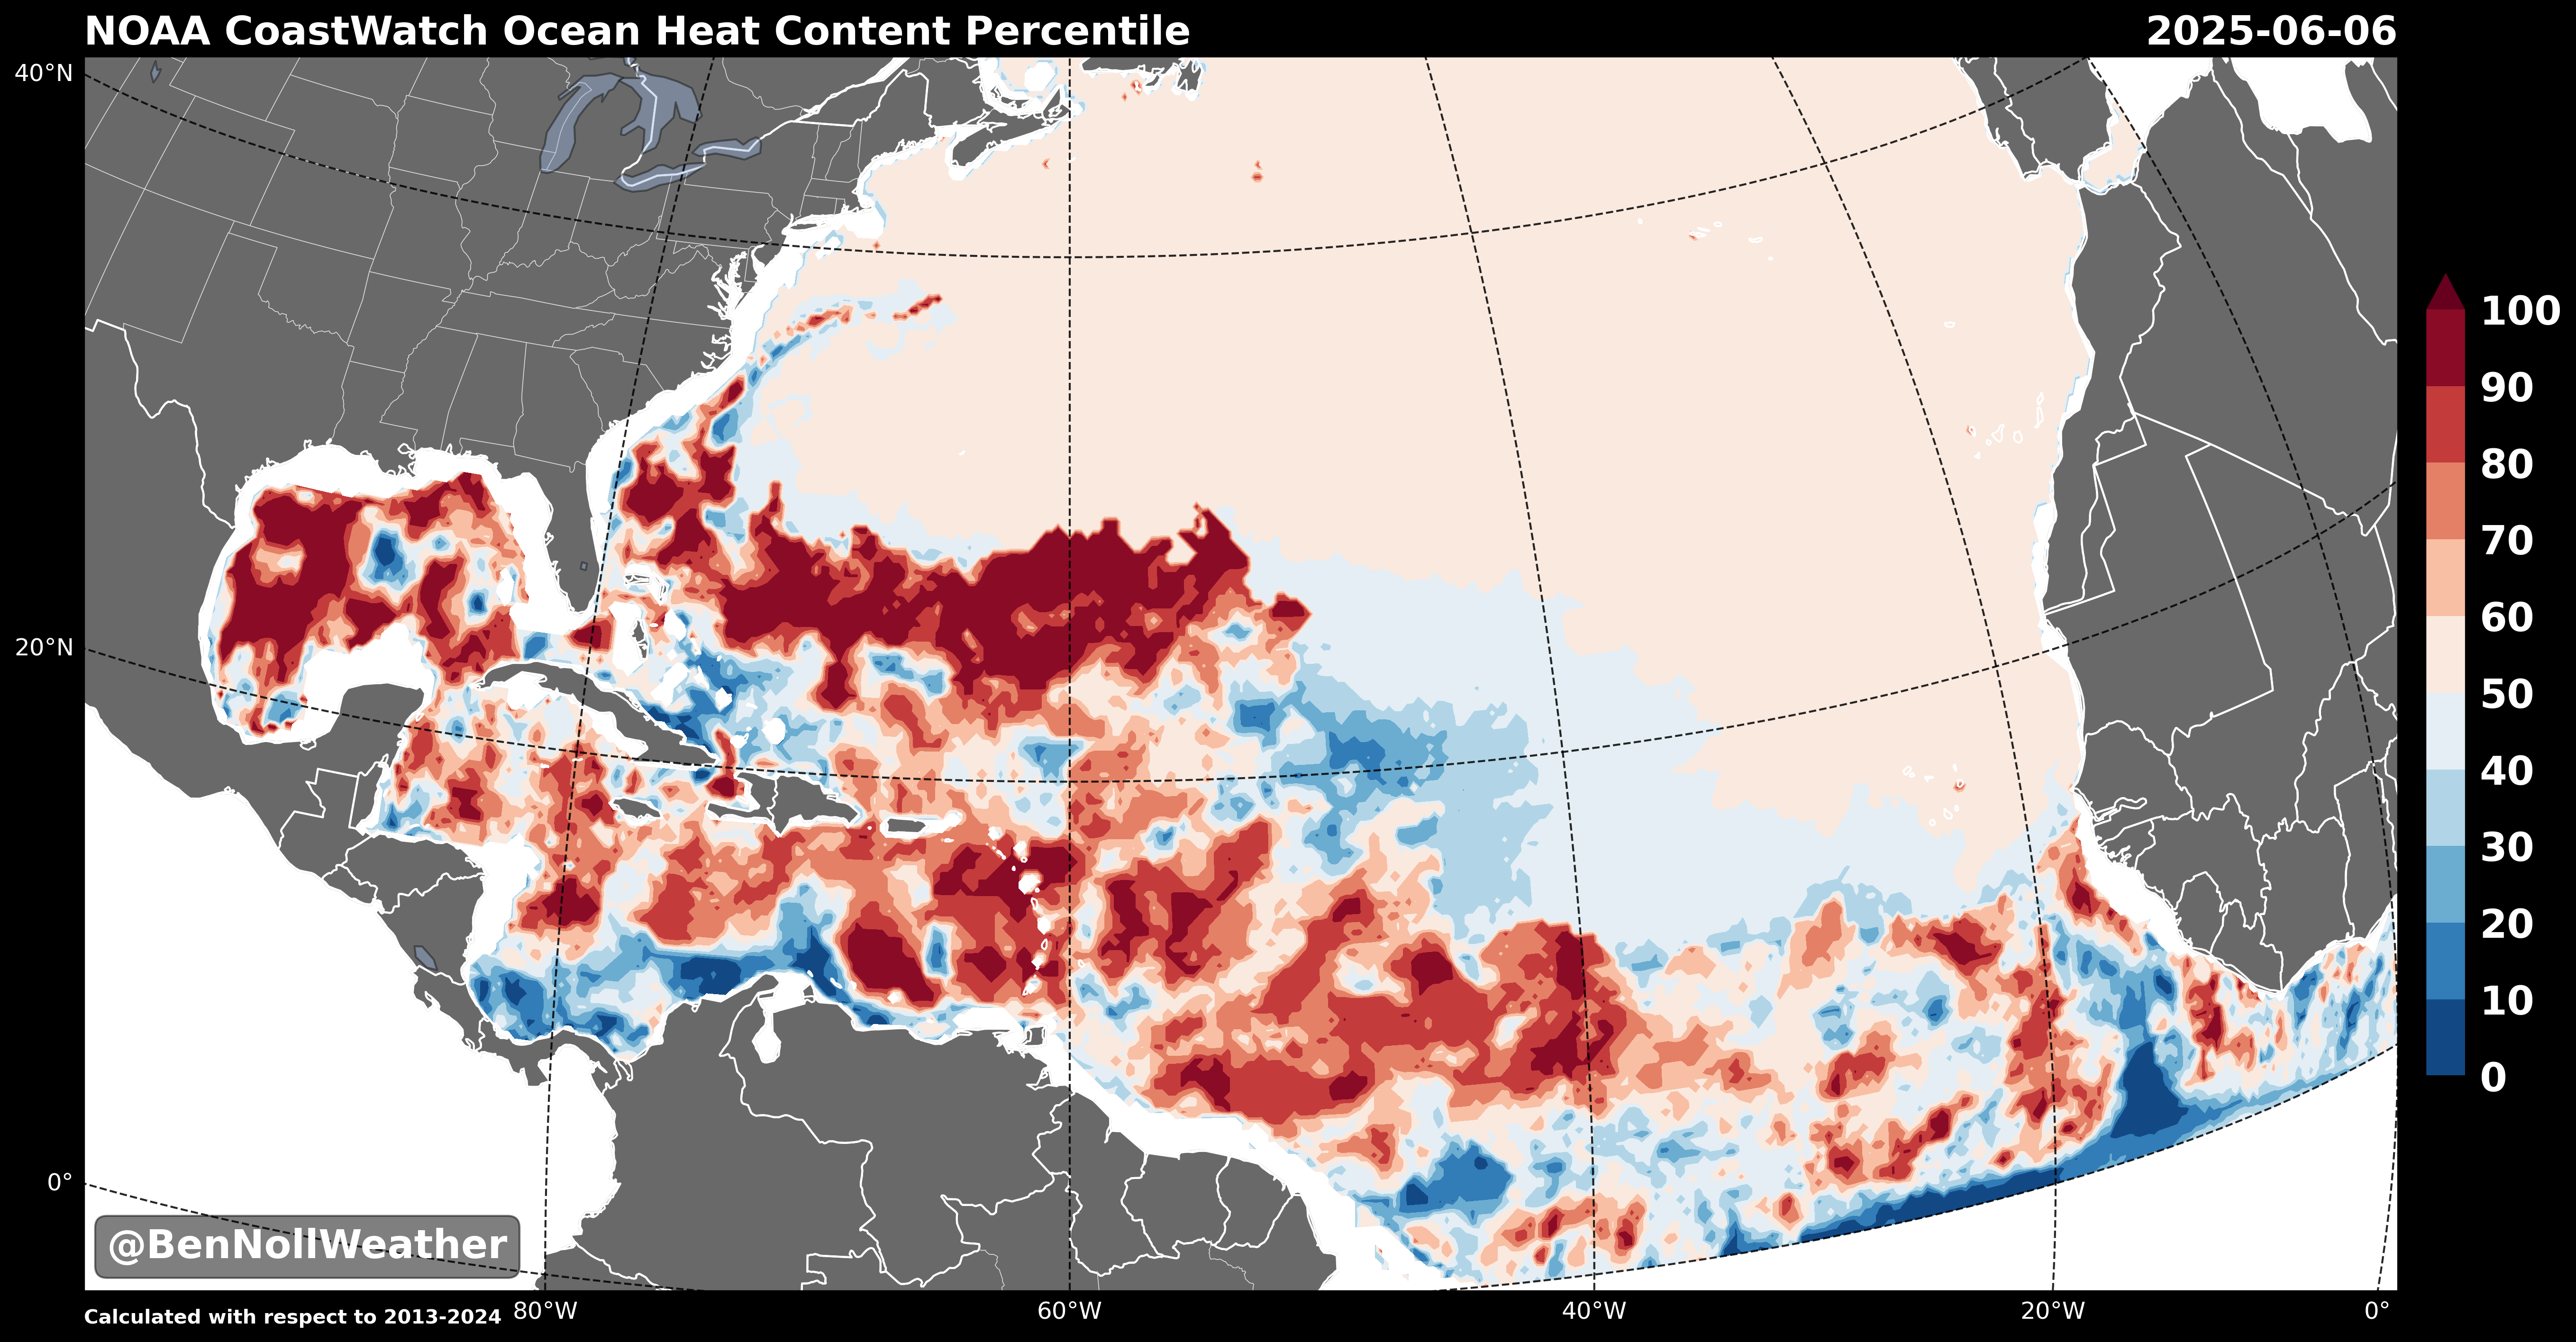 NOAA CoastWatch Ocean Heat Content Percentile
2025-06-06
40°N
20°N
0°
100
90
80
70
60
50
40
30
20
10
0
@BenNollWeather
Calculated with respect to 2013-2024
80°W
60°W
40°W
20°W
0°